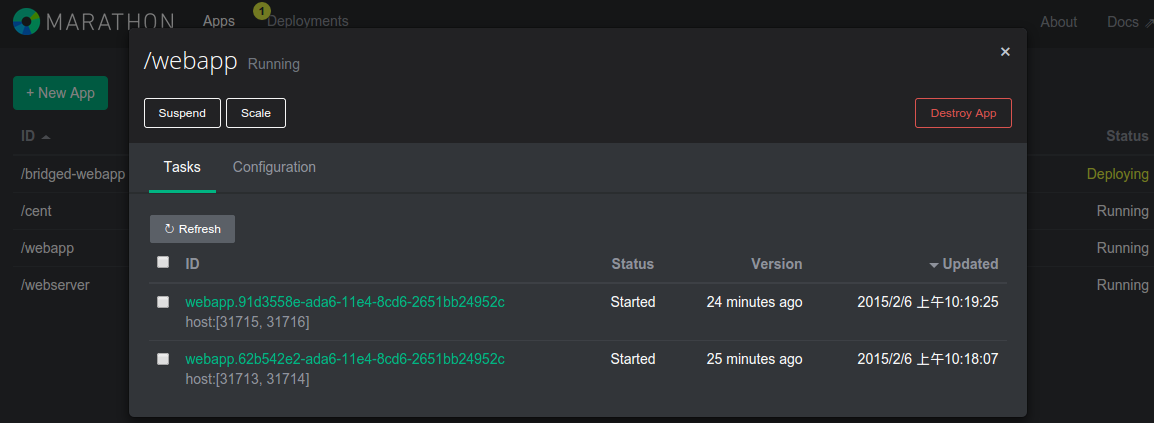 MARATHON Apps 1 Deployments About Docs
/webapp Running ×
+ New App
Suspend Scale Destroy App
ID Status
Tasks Configuration
/bridged-webapp Deploying
/cent Running
↻ Refresh
/webapp Running
ID Status Version Updated
/webserver Running
webapp.91d3558e-ada6-11e4-8cd6-2651bb24952c Started 24 minutes ago 2015/2/6 上午10:19:25
host:[31715, 31716]
webapp.62b542e2-ada6-11e4-8cd6-2651bb24952c Started 25 minutes ago 2015/2/6 上午10:18:07
host:[31713, 31714]